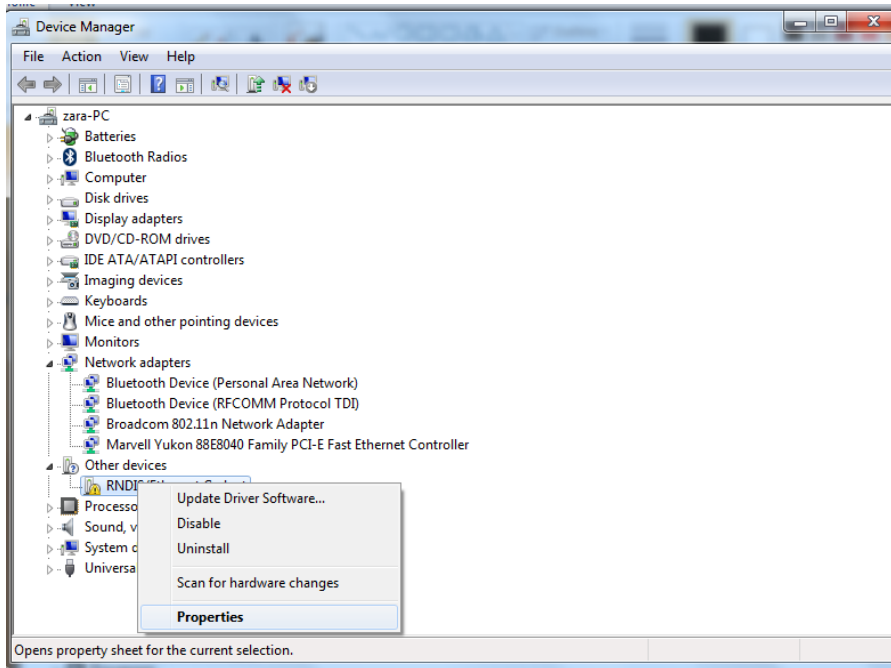 View
Device Manager
File Action View Help
zara-PC
Batteries
Bluetooth Radios
Computer
Disk drives
Display adapters
DVD/CD-ROM drives
IDE ATA/ATAPI controllers
Imaging devices
Keyboards
Mice and other pointing devices
Monitors
Network adapters
Bluetooth Device (Personal Area Network)
Bluetooth Device (RFCOMM Protocol TDI)
Broadcom 802.11n Network Adapter
Marvell Yukon 88E8040 Family PCI-E Fast Ethernet Controller
Other devices
Update Driver Software...
Disable
Uninstall
Scan for hardware changes
Properties
Opens property sheet for the current selection.